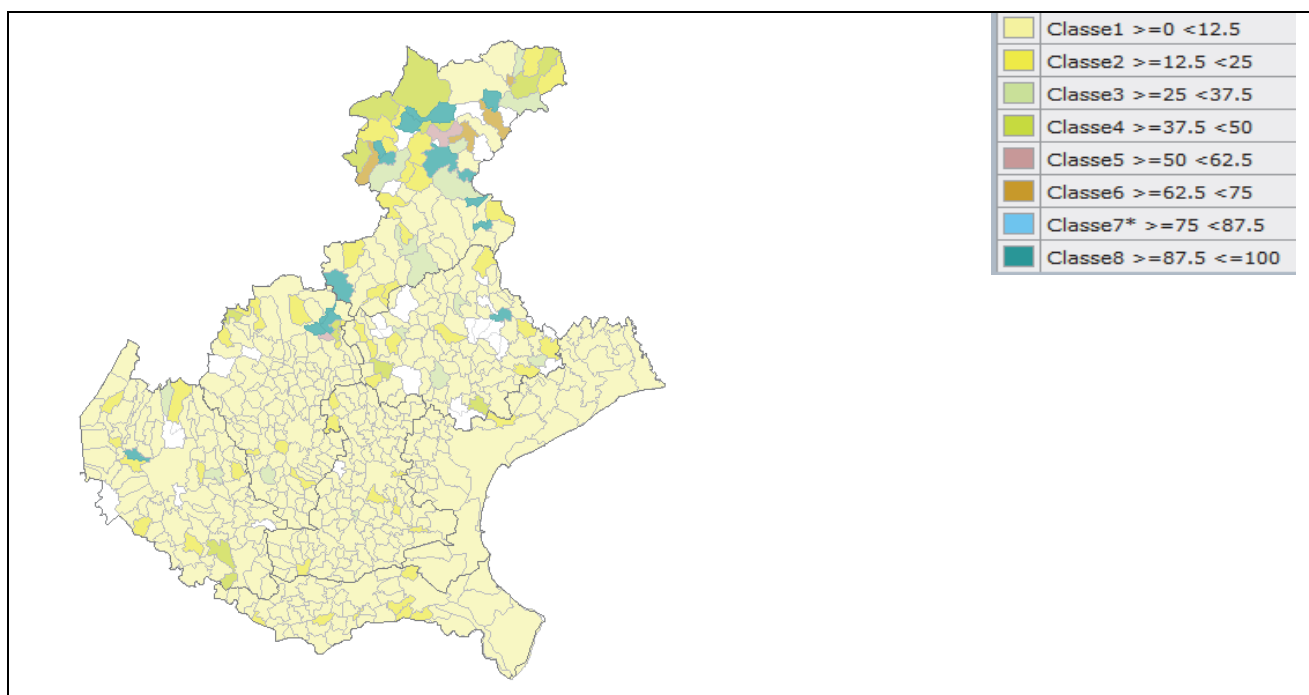 Classe1 >=0 <12.5
Classe2 >=12.5 <25
Classe3 >=25 <37.5
Classe4 >=37.5 <50
Classe5 >=50 <62.5
Classe6 >=62.5 <75
Classe7* >=75 <87.5
Classe8 >=87.5 <=100